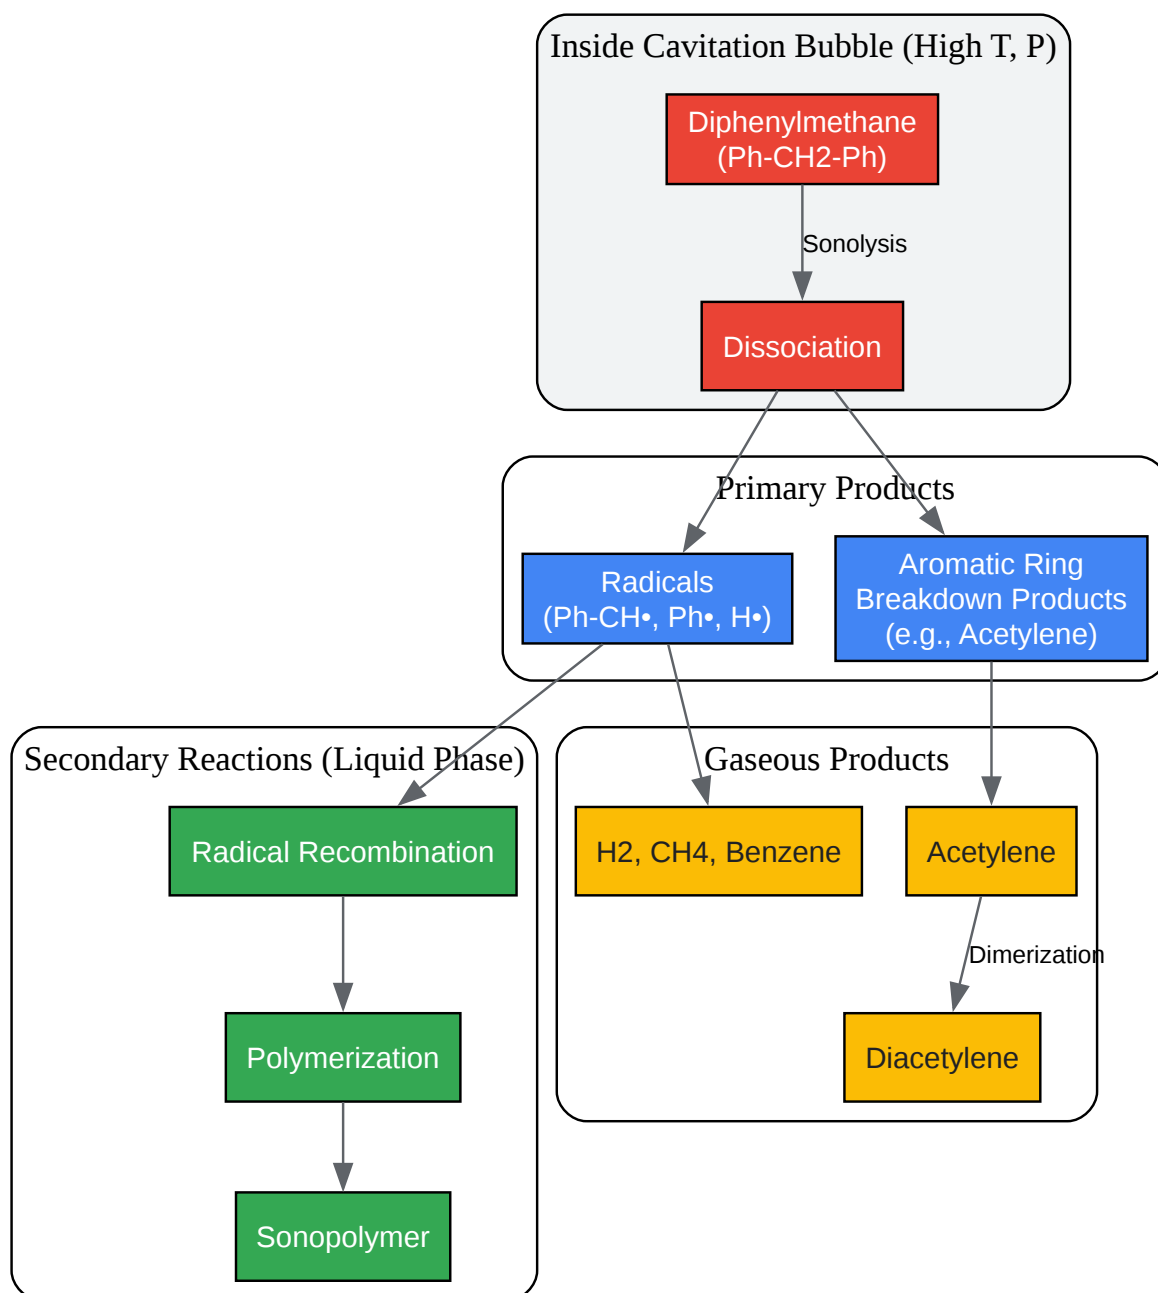 Inside Cavitation Bubble (High T, P)
Diphenylmethane
(Ph-CH2-Ph)
Sonolysis
Dissociation
Primary Products
Radicals
(Ph-CH•, Ph•, H•)
Aromatic Ring
Breakdown Products
(e.g., Acetylene)
Secondary Reactions (Liquid Phase)
Radical Recombination
Polymerization
Sonopolymer
Gaseous Products
H2, CH4, Benzene
Acetylene
Dimerization
Diacetylene